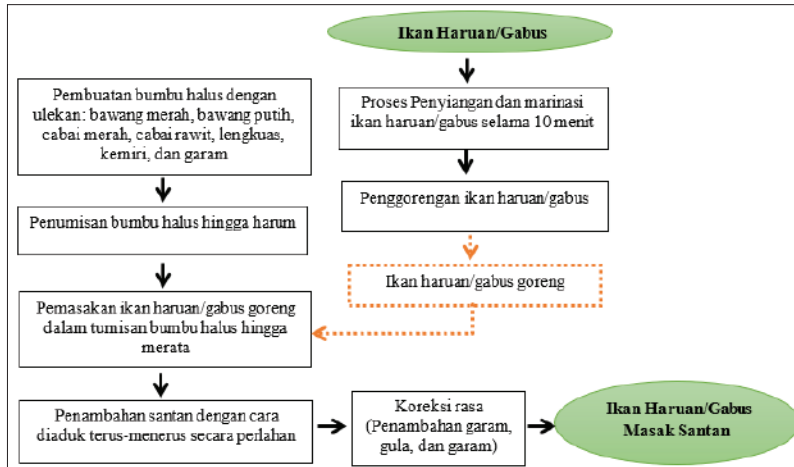 Ikan Haruan/Gabus
Pembuatan bumbu halus dengan
ulekan: bawang merah, bawang putih,
cabai merah, cabai rawit, lengkuas,
kemiri, dan garam
Proses Penyiangan dan marinasi
ikan haruan/gabus selama 10 menit
Penumisan bumbu halus hingga harum
Penggorengan ikan haruan/gabus
Ikan haruan/gabus goreng
Pemasakan ikan haruan/gabus goreng
dalam tumisan bumbu halus hingga
merata
Penambahan santan dengan cara
diaduk terus-menerus secara perlahan
Koreksi rasa
(Penambahan garam,
gula, dan garam)
Ikan Haruan/Gabus
Masak Santan